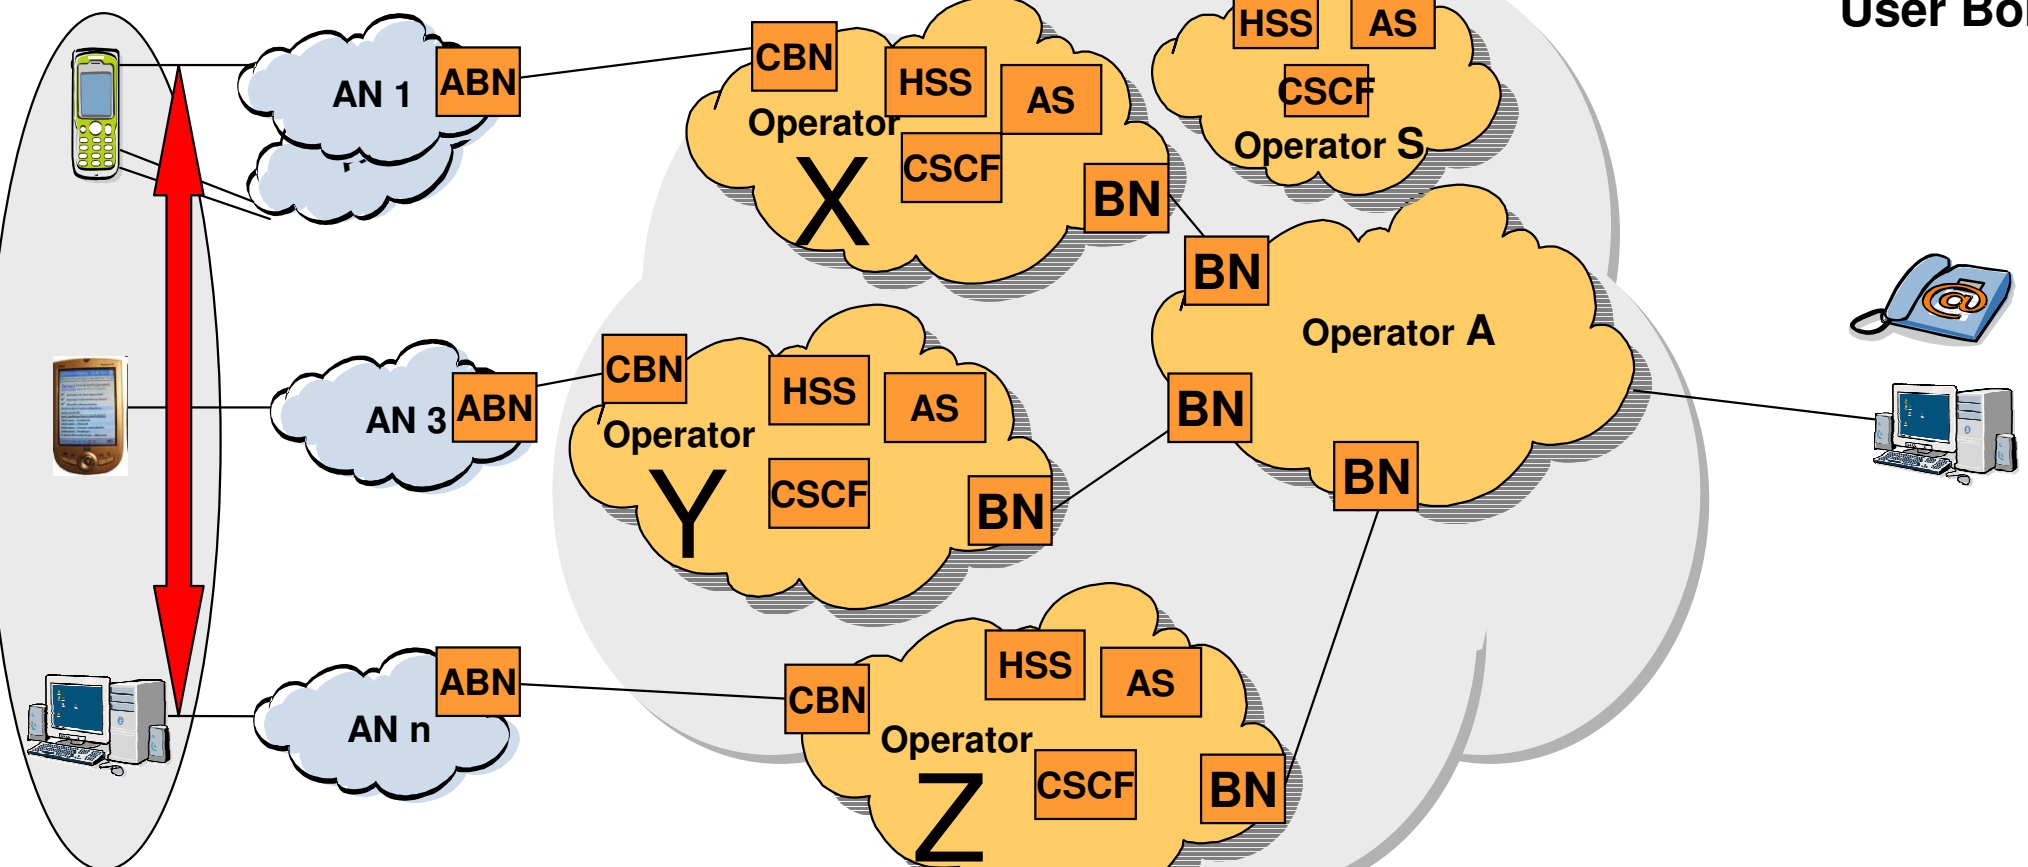 User Bo
HSS
AS
CSCF
Operator S
CBN
HSS
AS
Operator
CSCF
X
BN
AN 1
ABN
BN
Operator A
BN
BN
AN 3
ABN
CBN
HSS
AS
Operator
CSCF
Y
BN
AN n
ABN
CBN
HSS
AS
Operator
CSCF
Z
BN
@